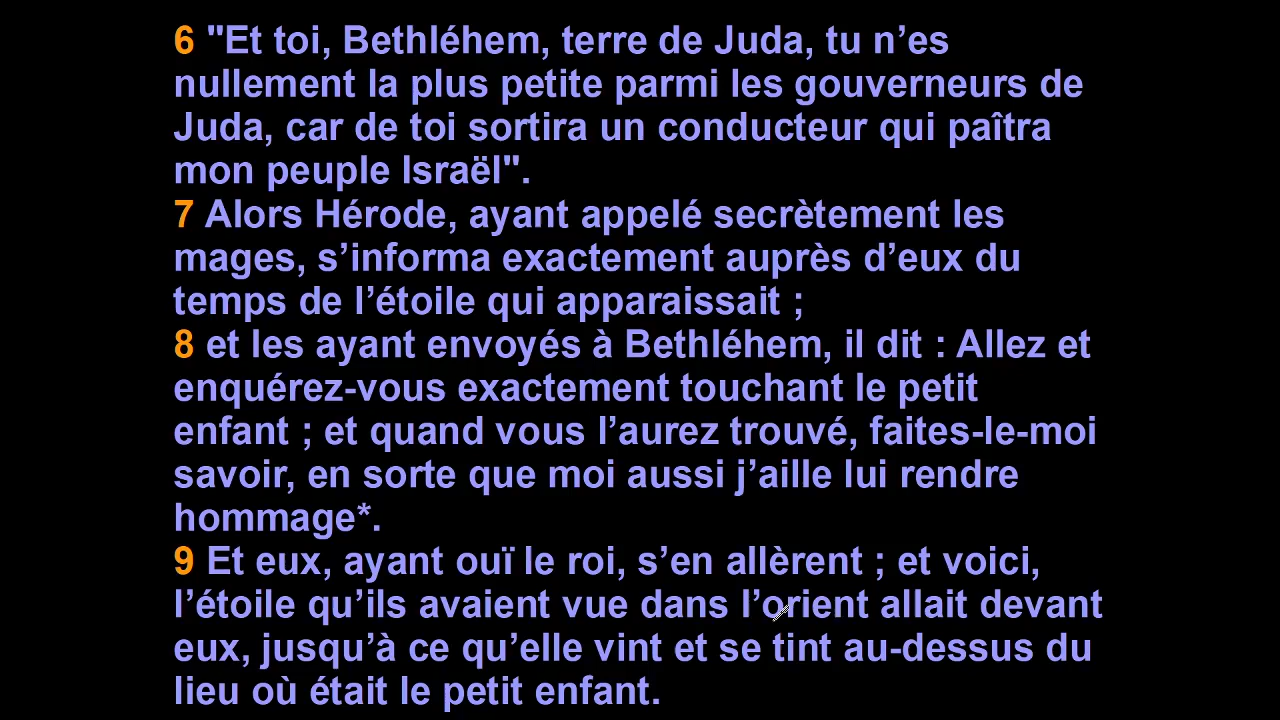 6 "Et toi, Bethléhem, terre de Juda, tu n’es
nullement la plus petite parmi les gouverneurs de
Juda, car de toi sortira un conducteur qui paîtra
mon peuple Israël".
7 Alors Hérode, ayant appelé secrètement les
mages, s’informa exactement auprès d’eux du
temps de l’étoile qui apparaissait ;
8 et les ayant envoyés à Bethléhem, il dit : Allez et
enquérez-vous exactement touchant le petit
enfant ; et quand vous l’aurez trouvé, faites-le-moi
savoir, en sorte que moi aussi j’aille lui rendre
hommage*.
9 Et eux, ayant ouï le roi, s’en allèrent ; et voici,
l’étoile qu’ils avaient vue dans l’orient allait devant
eux, jusqu’à ce qu’elle vint et se tint au-dessus du
lieu où était le petit enfant.